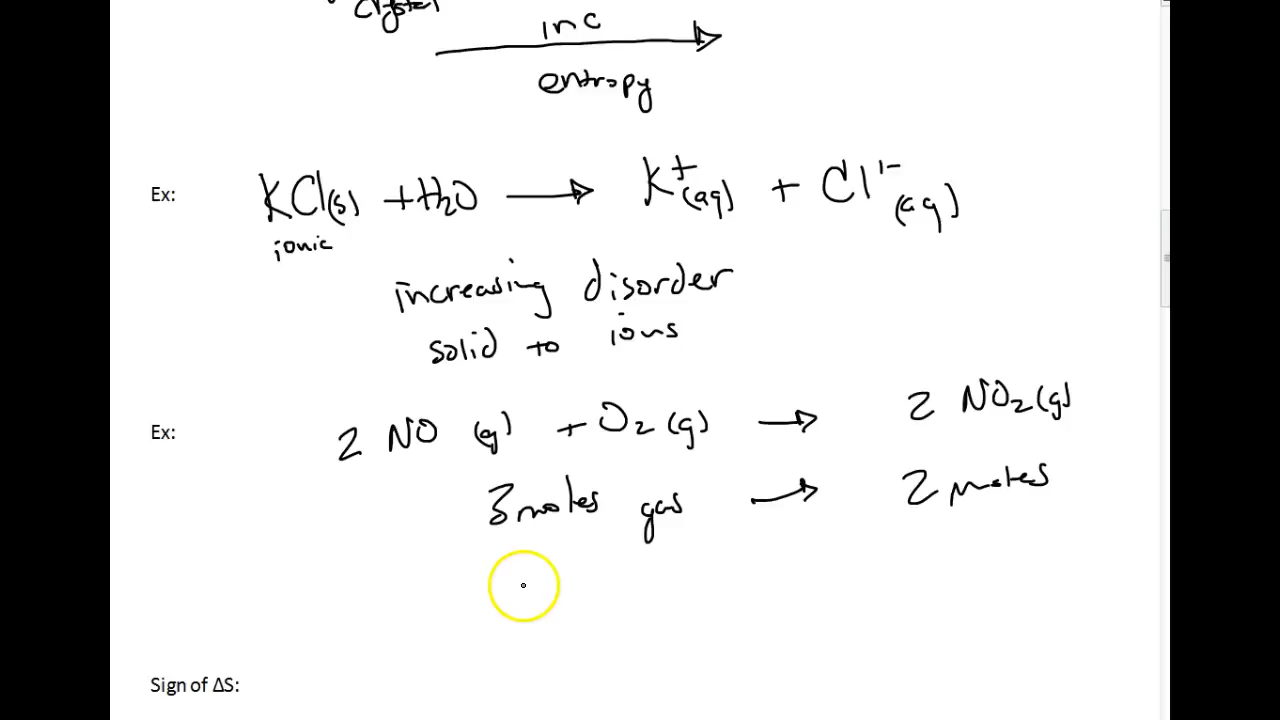 Crystal
inc
entropy
Ex: KCl(s) + H₂O → K⁺(aq) + Cl¹⁻(aq)
ionic
increasing disorder
solid to ions
Ex: 2 NO (g) + O₂ (g) → 2 NO₂ (g)
3 moles gas → 2 moles
Sign of ΔS: